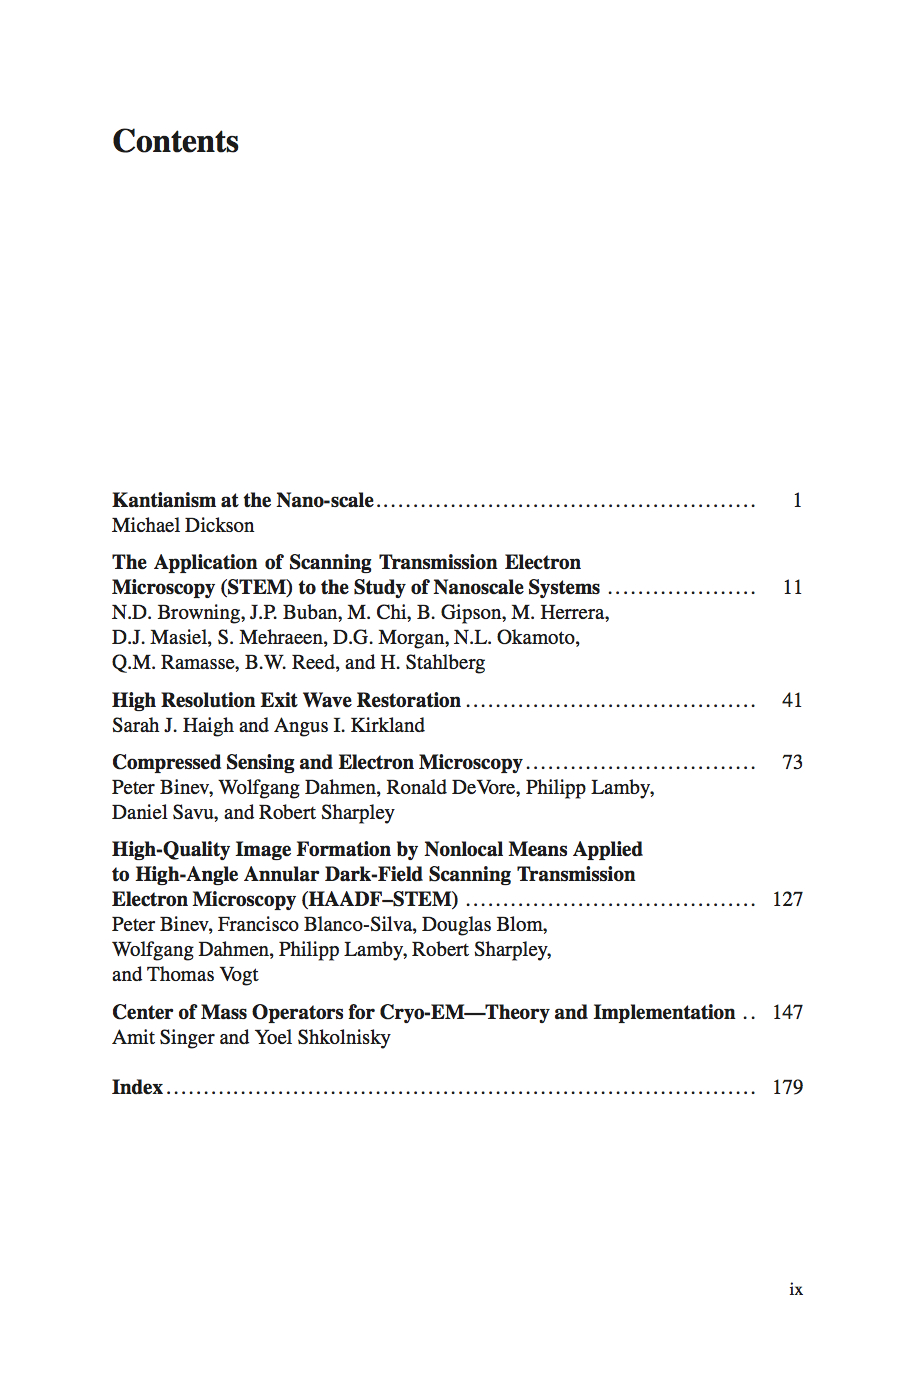 Contents
Kantianism at the Nano-scale.................................................... 1
Michael Dickson
The Application of Scanning Transmission Electron
Microscopy (STEM) to the Study of Nanoscale Systems .................... 11
N.D. Browning, J.P. Buban, M. Chi, B. Gipson, M. Herrera,
D.J. Masiel, S. Mehraeen, D.G. Morgan, N.L. Okamoto,
Q.M. Ramasse, B.W. Reed, and H. Stahlberg
High Resolution Exit Wave Restoration ....................................... 41
Sarah J. Haigh and Angus I. Kirkland
Compressed Sensing and Electron Microscopy............................... 73
Peter Binev, Wolfgang Dahmen, Ronald DeVore, Philipp Lamby,
Daniel Savu, and Robert Sharpley
High-Quality Image Formation by Nonlocal Means Applied
to High-Angle Annular Dark-Field Scanning Transmission
Electron Microscopy (HAADF–STEM) ....................................... 127
Peter Binev, Francisco Blanco-Silva, Douglas Blom,
Wolfgang Dahmen, Philipp Lamby, Robert Sharpley,
and Thomas Vogt
Center of Mass Operators for Cryo-EM—Theory and Implementation .. 147
Amit Singer and Yoel Shkolnisky
Index................................................................................ 179
ix